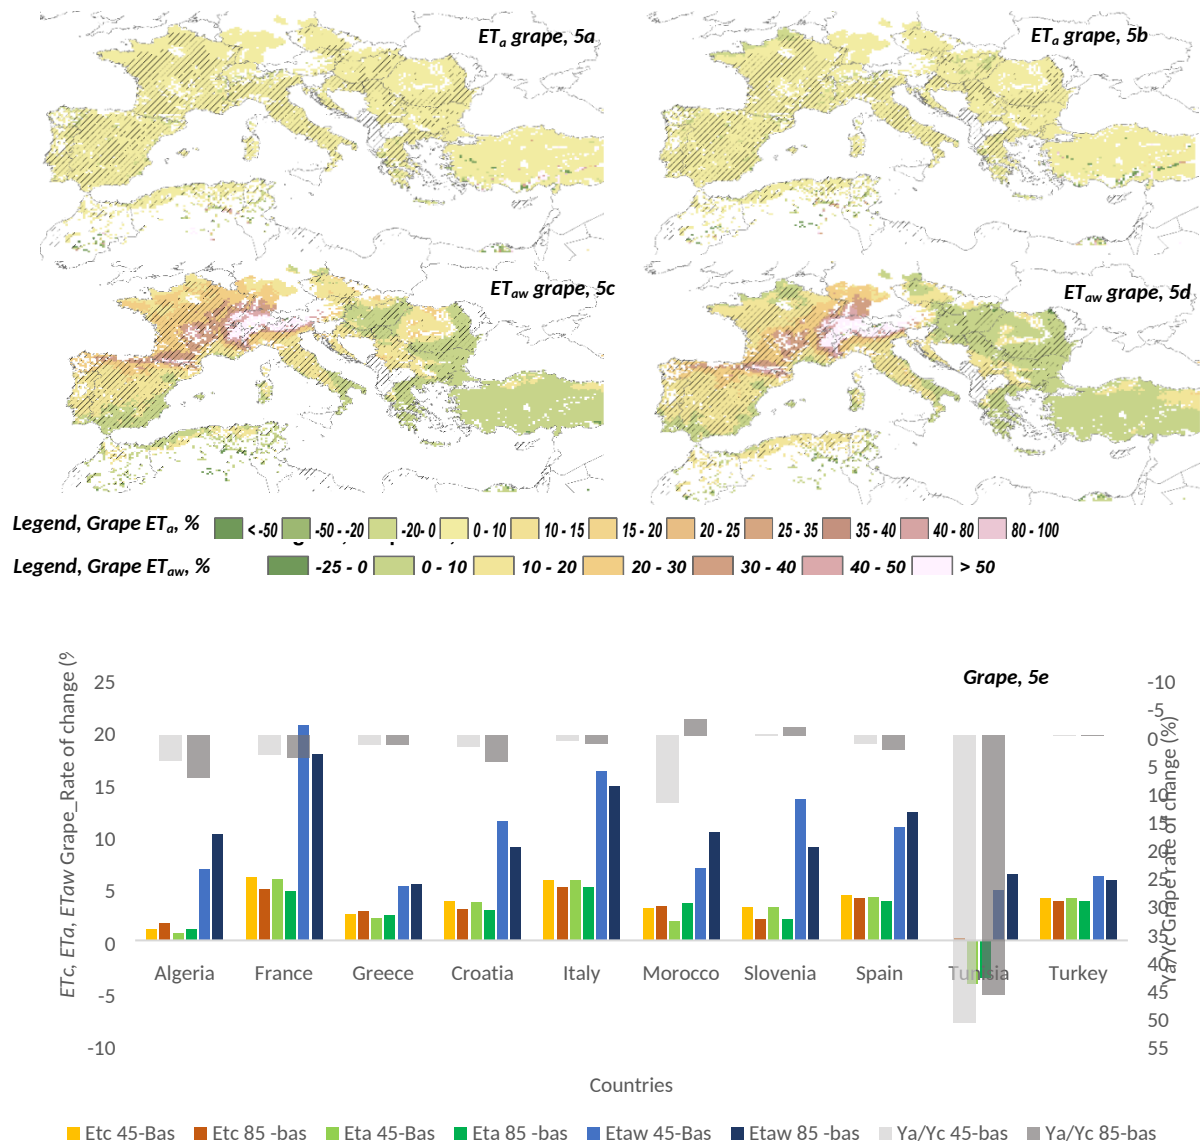 ETa grape, 5a
ETa grape, 5b
ETaw grape, 5c
ETaw grape, 5d
Legend, Grape ETa, % < -50 -50 - -20 -20- 0 0 - 10 10 - 15 15 - 20 20 - 25 25 - 35 35 - 40 40 - 80 80 - 100
Legend, Grape ETaw, % -25 - 0 0 - 10 10 - 20 20 - 30 30 - 40 40 - 50 > 50
Grape, 5e
ETc, ETa, ETaw Grape_Rate of change (%
25
20
15
10
5
0
-5
-10
-10
-5
0
5
10
15
20
25
30
35
40
45
50
55
Ya/Yc Grape rate of change (%)
Algeria France Greece Croatia Italy Morocco Slovenia Spain Tunisia Turkey
Countries
Etc 45-Bas Etc 85 -bas Eta 45-Bas Eta 85 -bas Etaw 45-Bas Etaw 85 -bas Ya/Yc 45-bas Ya/Yc 85-bas